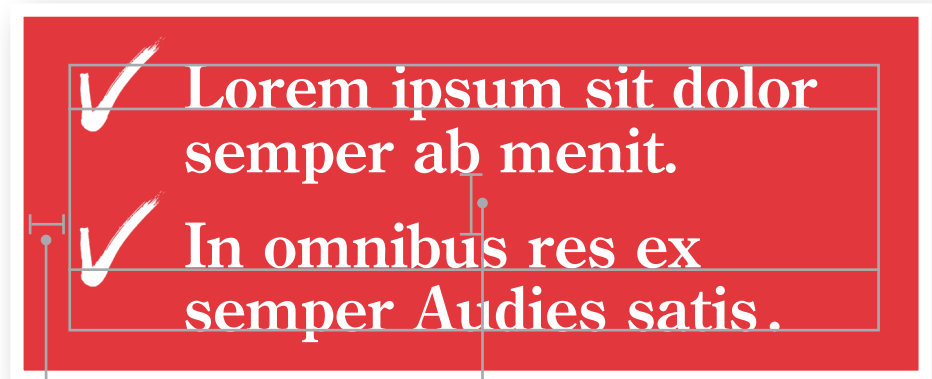 Lorem ipsum sit dolor
semper ab menit.
In omnibus res ex
semper Audies satis .